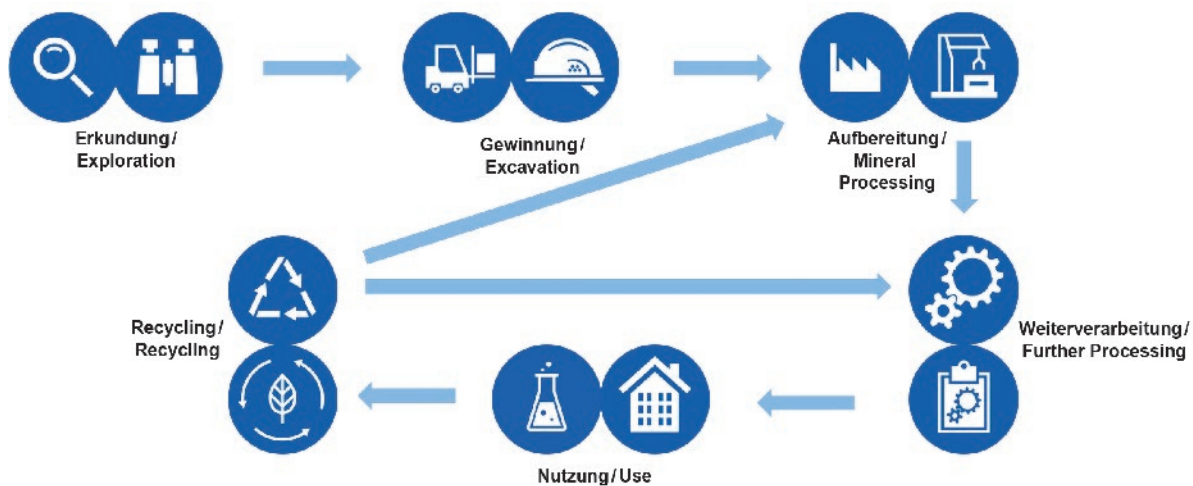 Erkundung/
Exploration
Gewinnung/
Excavation
Aufbereitung/
Mineral
Processing
Recycling/
Recycling
Weiterverarbeitung/
Further Processing
Nutzung/Use